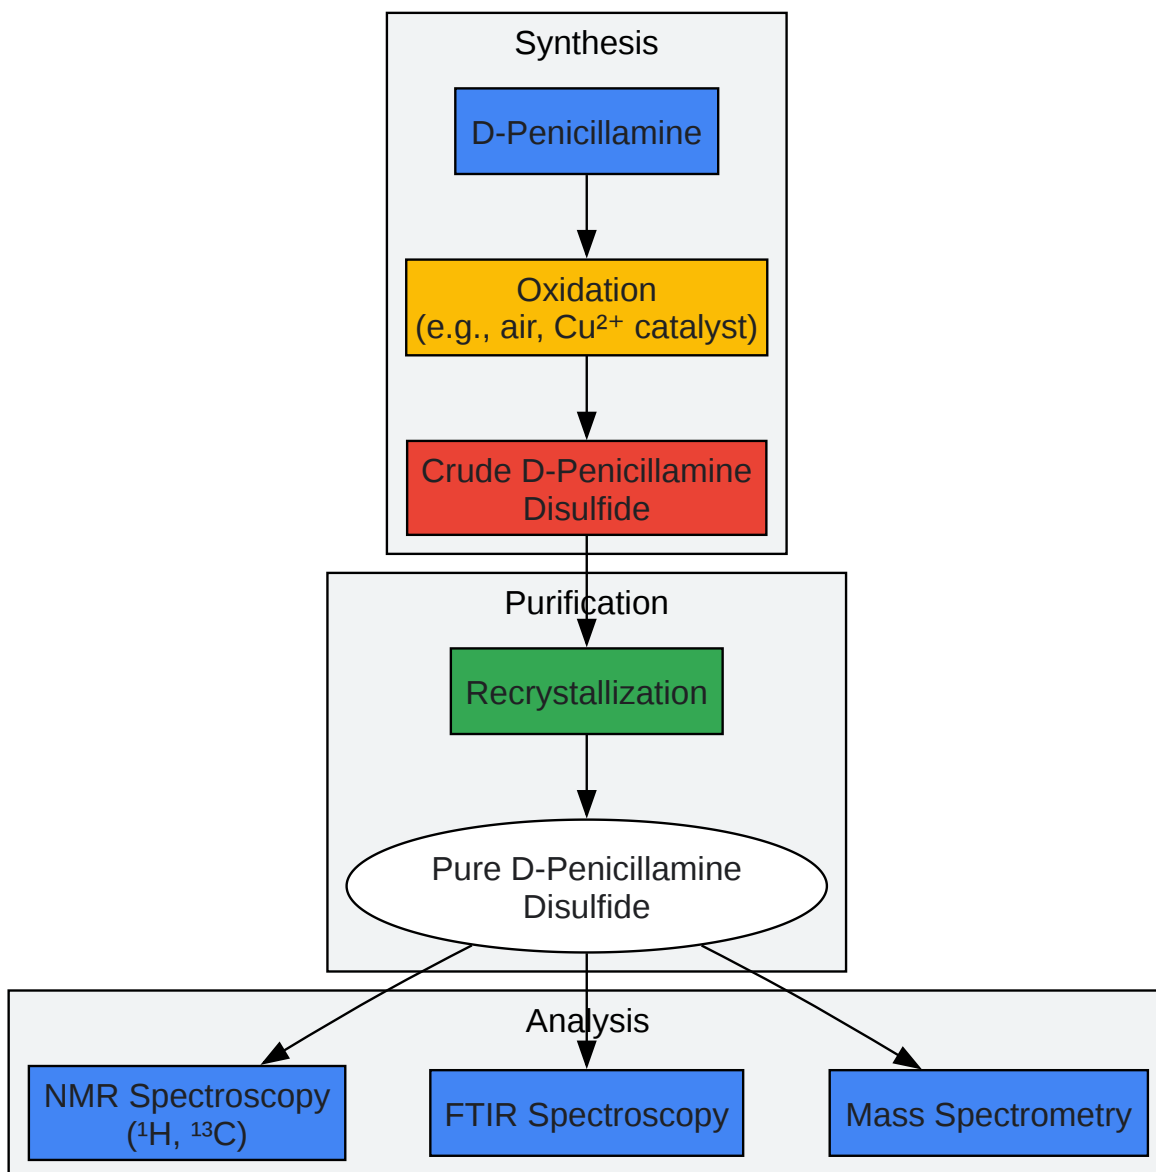 Synthesis
D-Penicillamine
Oxidation
(e.g., air, Cu²⁺ catalyst)
Crude D-Penicillamine
Disulfide
Purification
Recrystallization
Pure D-Penicillamine
Disulfide
Analysis
NMR Spectroscopy
(¹H, ¹³C)
FTIR Spectroscopy
Mass Spectrometry